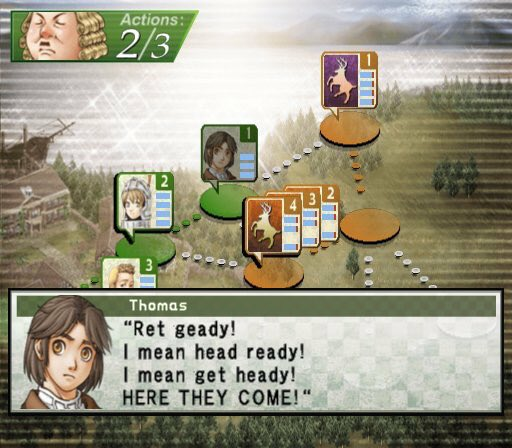 Actions:
2/3
1
1
2
4 3 2
3
Thomas
"Ret geady!
I mean head ready!
I mean get heady!
HERE THEY COME!"